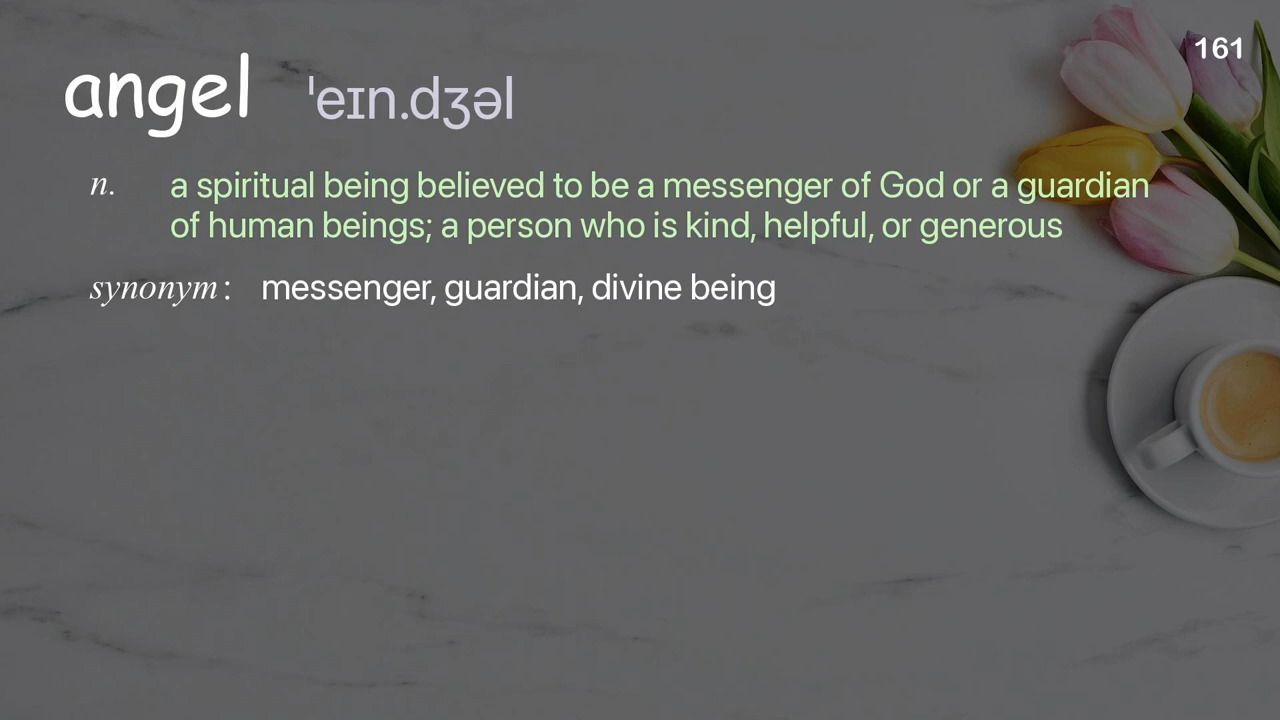 161
angel ˈeɪn.dʒəl
n. a spiritual being believed to be a messenger of God or a guardian
of human beings; a person who is kind, helpful, or generous
synonym: messenger, guardian, divine being